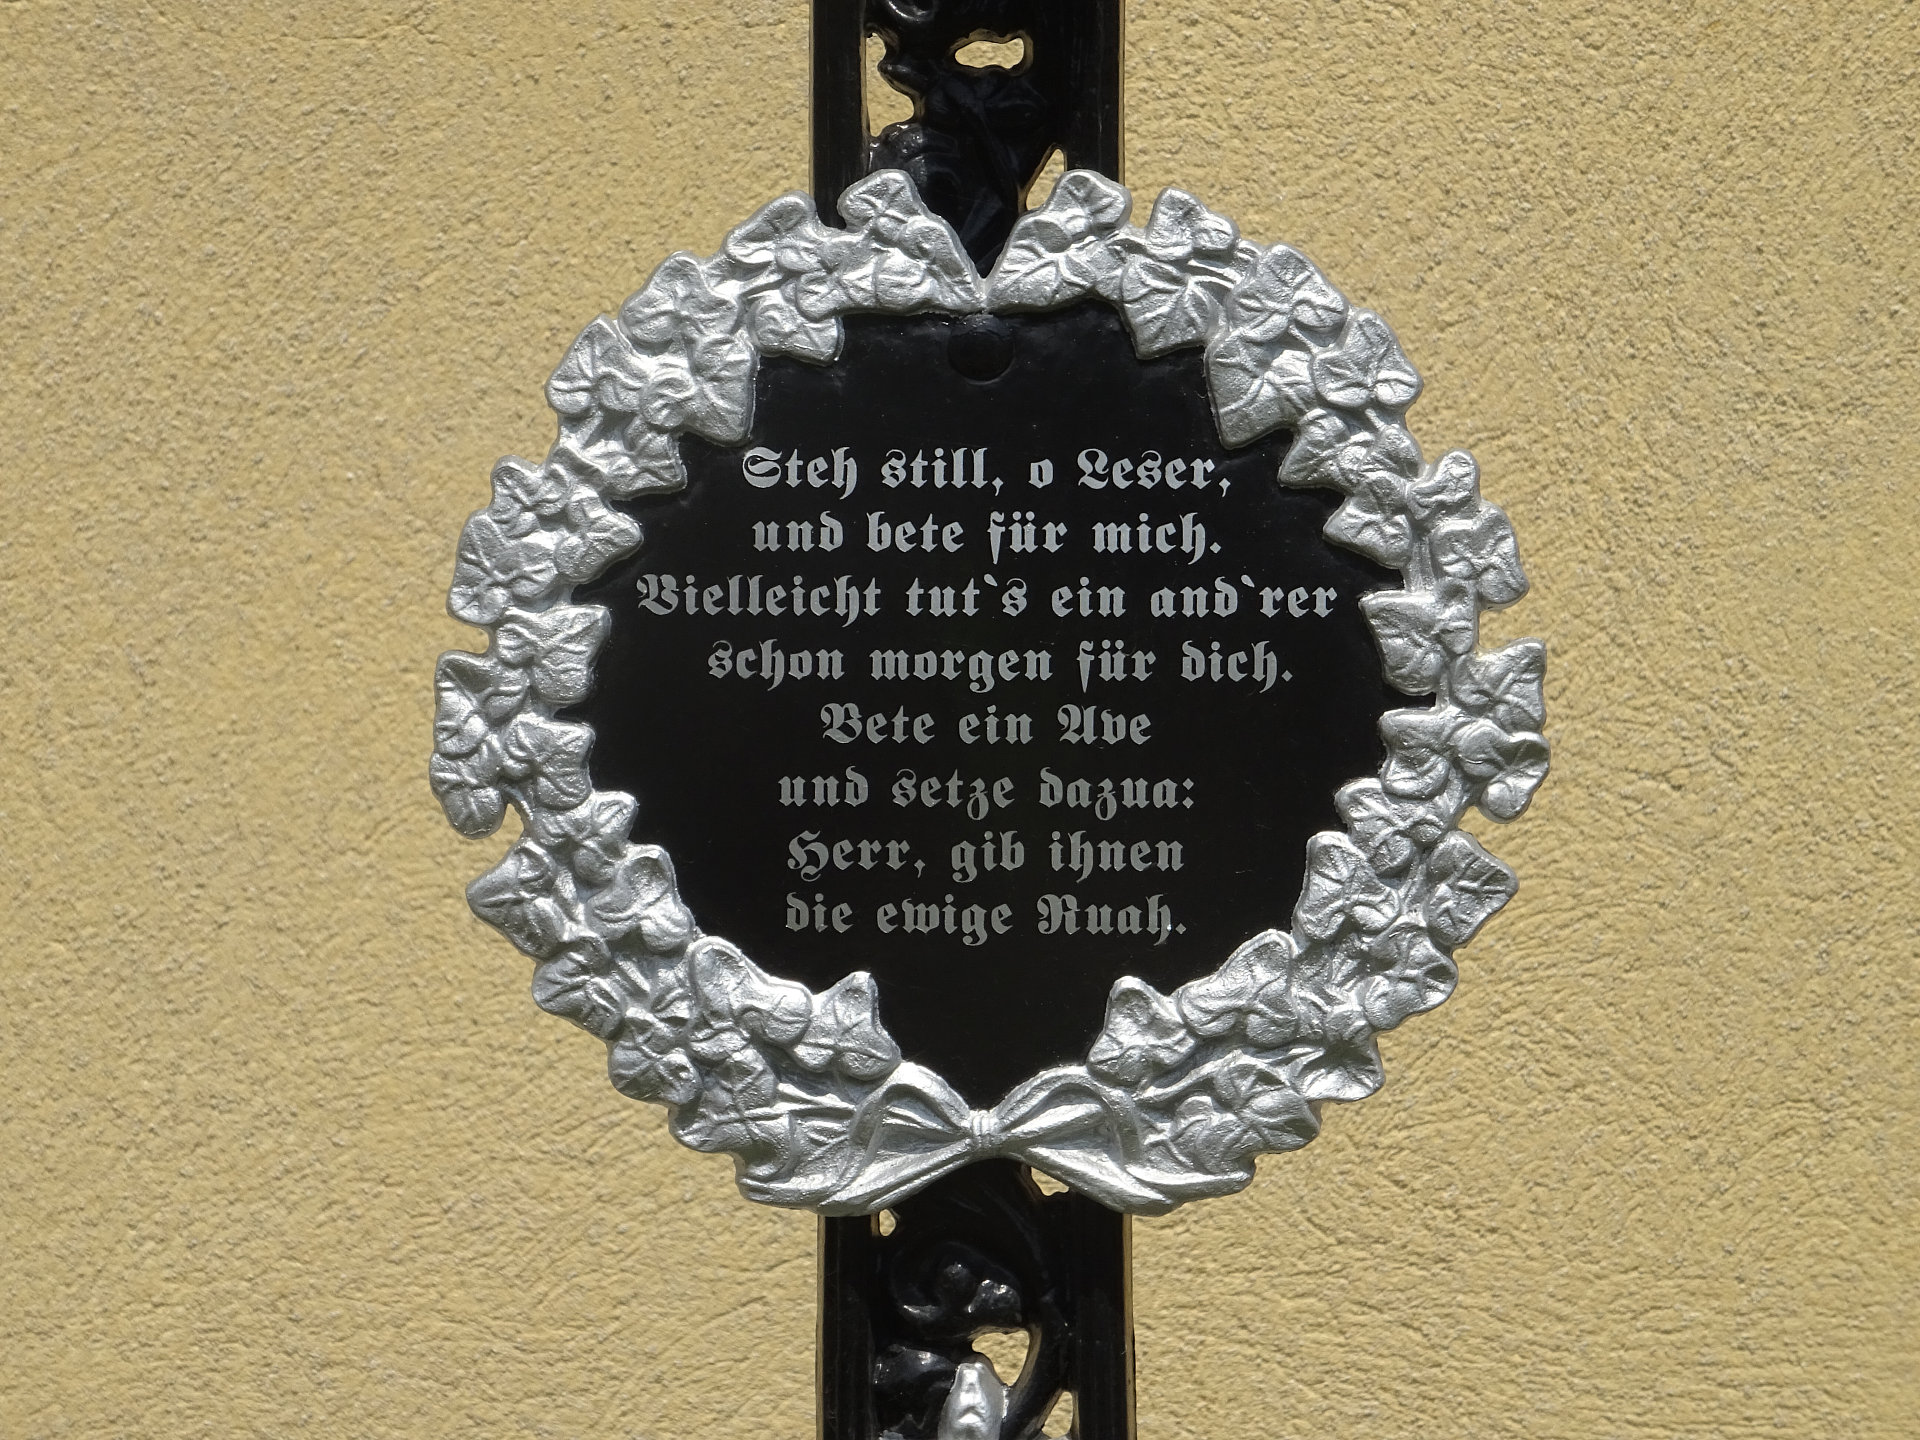 Steh still, o Leser,
und bete für mich.
Vielleicht tut`s ein and`rer
schon morgen für dich.
Bete ein Ave
und setze dazua:
Herr, gib ihnen
die ewige Ruah.